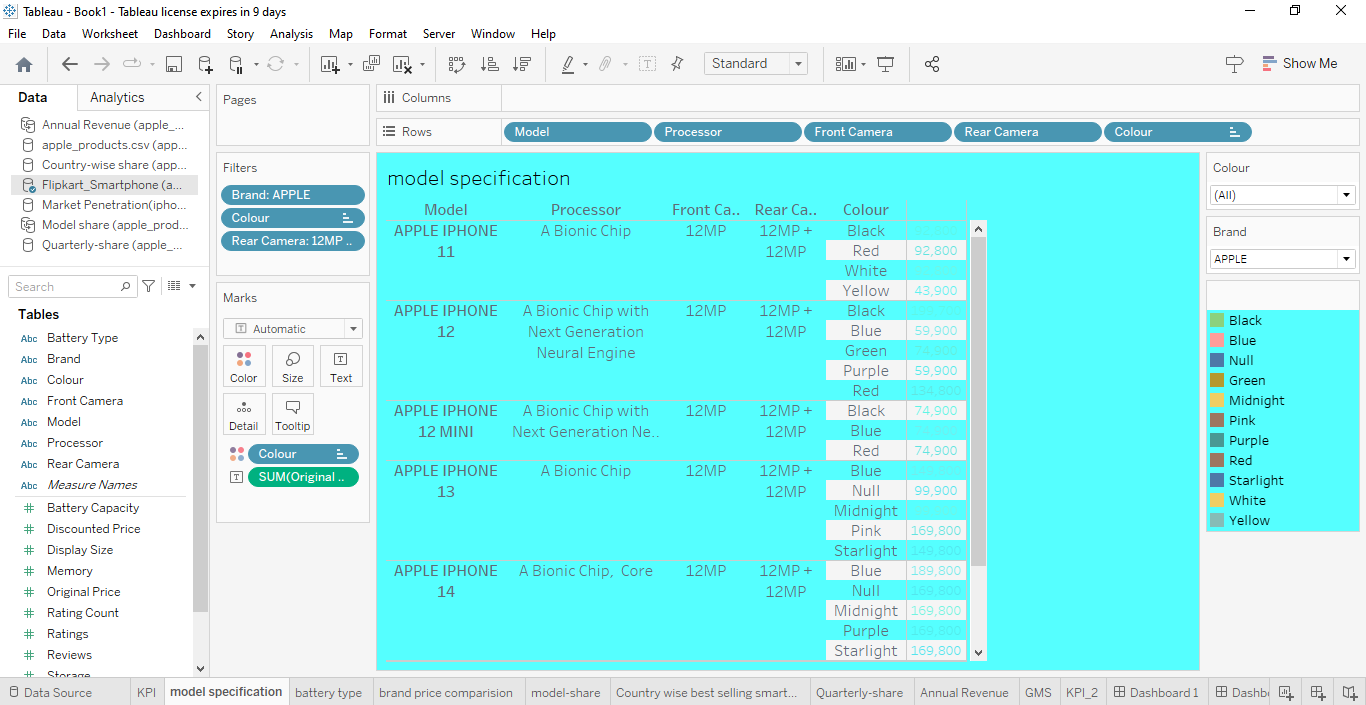 Tableau - Book1 - Tableau license expires in 9 days
File Data Worksheet Dashboard Story Analysis Map Format Server Window Help
Standard
Show Me
Data Analytics
Annual Revenue (apple_...
apple_products.csv (app...
Country-wise share (app...
Flipkart_Smartphone (a...
Market Penetration(ipho...
Model share (apple_prod...
Quarterly-share (apple_...
Search
Tables
Abc Battery Type
Abc Brand
Abc Colour
Abc Front Camera
Abc Model
Abc Processor
Abc Rear Camera
Abc Measure Names
Battery Capacity
Discounted Price
Display Size
Memory
Original Price
Rating Count
Ratings
Reviews
Storage
Pages
Filters
Brand: APPLE
Colour
Rear Camera: 12MP ..
Marks
Automatic
Color Size Text
Detail Tooltip
Colour
SUM(Original ..
Columns
Rows Model Processor Front Camera Rear Camera Colour
model specification
Model Processor Front Ca.. Rear Ca.. Colour
APPLE IPHONE A Bionic Chip 12MP 12MP + Black
11 12MP Red 92,800
White
Yellow 43,900
APPLE IPHONE A Bionic Chip with 12MP 12MP + Black
12 Next Generation 12MP Blue 59,900
Neural Engine Green 74,900
Purple 59,900
Red 134,800
APPLE IPHONE A Bionic Chip with 12MP 12MP + Black 74,900
12 MINI Next Generation Ne.. 12MP Blue
Red 74,900
APPLE IPHONE A Bionic Chip 12MP 12MP + Blue
13 12MP Null 99,900
Midnight
Pink 169,800
Starlight 149,800
APPLE IPHONE A Bionic Chip, Core 12MP 12MP + Blue 189,800
14 12MP Null 169,800
Midnight 169,800
Purple 169,800
Starlight 169,800
Colour
(All)
Brand
APPLE
Black
Blue
Null
Green
Midnight
Pink
Purple
Red
Starlight
White
Yellow
Data Source KPI model specification battery type brand price comparision model-share Country wise best selling smart... Quarterly-share Annual Revenue GMS KPI_2 Dashboard 1 Dashb